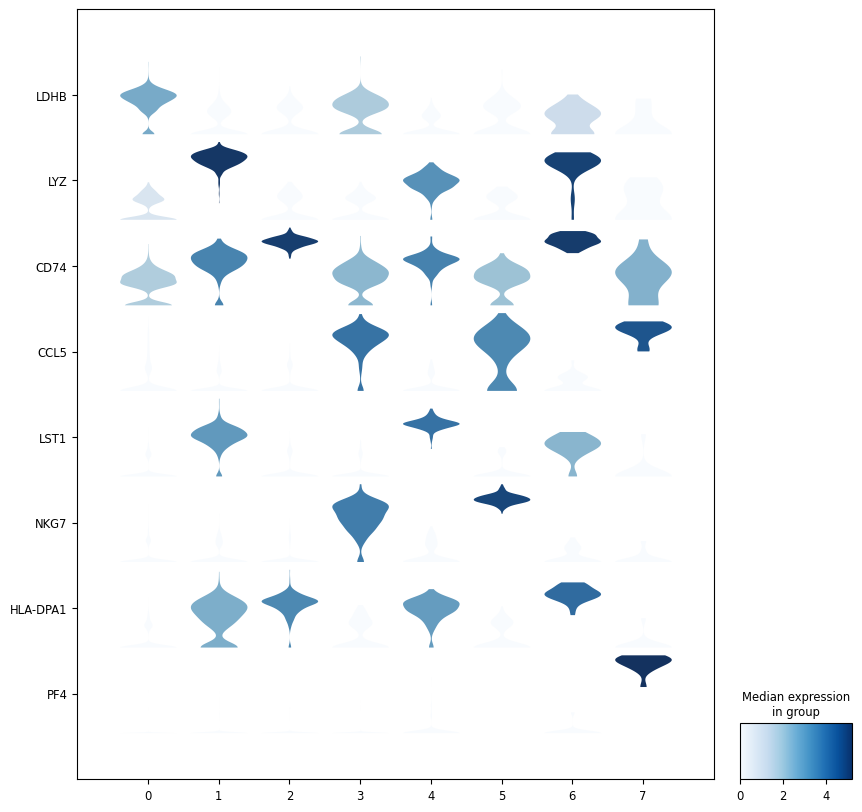 LDHB
LYZ
CD74
CCL5
LST1
NKG7
HLA-DPA1
PF4
0 1 2 3 4 5 6 7
Median expression
in group
0 2 4